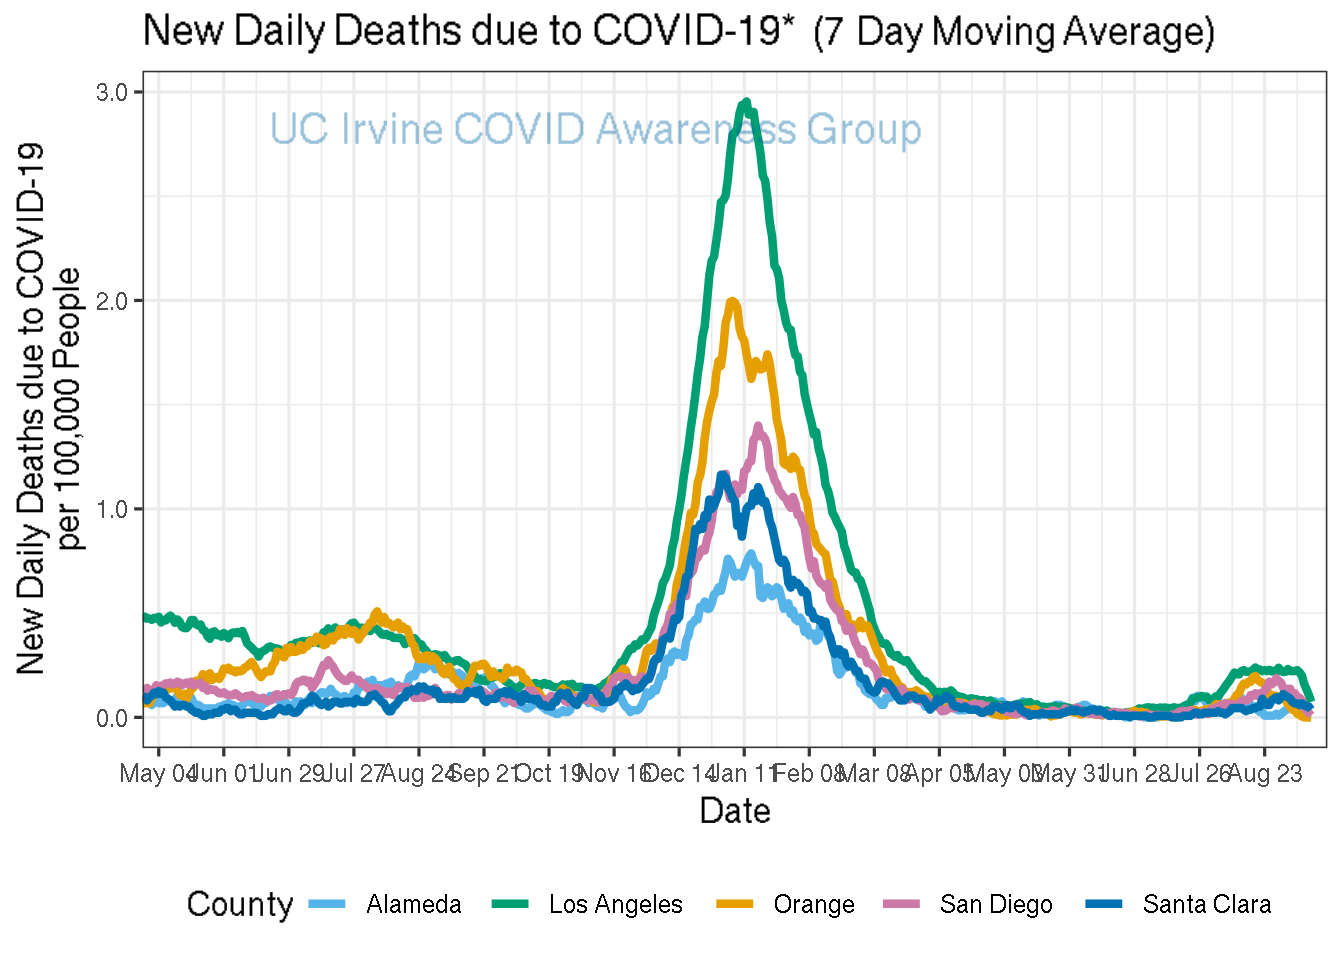 New Daily Deaths due to COVID-19* (7 Day Moving Average)
UC Irvine COVID Awareness Group
New Daily Deaths due to COVID-19
per 100,000 People
3.0
2.0
1.0
0.0
May 04 Jun 01 Jun 29 Jul 27 Aug 24 Sep 21 Oct 19 Nov 16 Dec 14 Jan 11 Feb 08 Mar 08 Apr 05 May 03 May 31 Jun 28 Jul 26 Aug 23
Date
County Alameda Los Angeles Orange San Diego Santa Clara